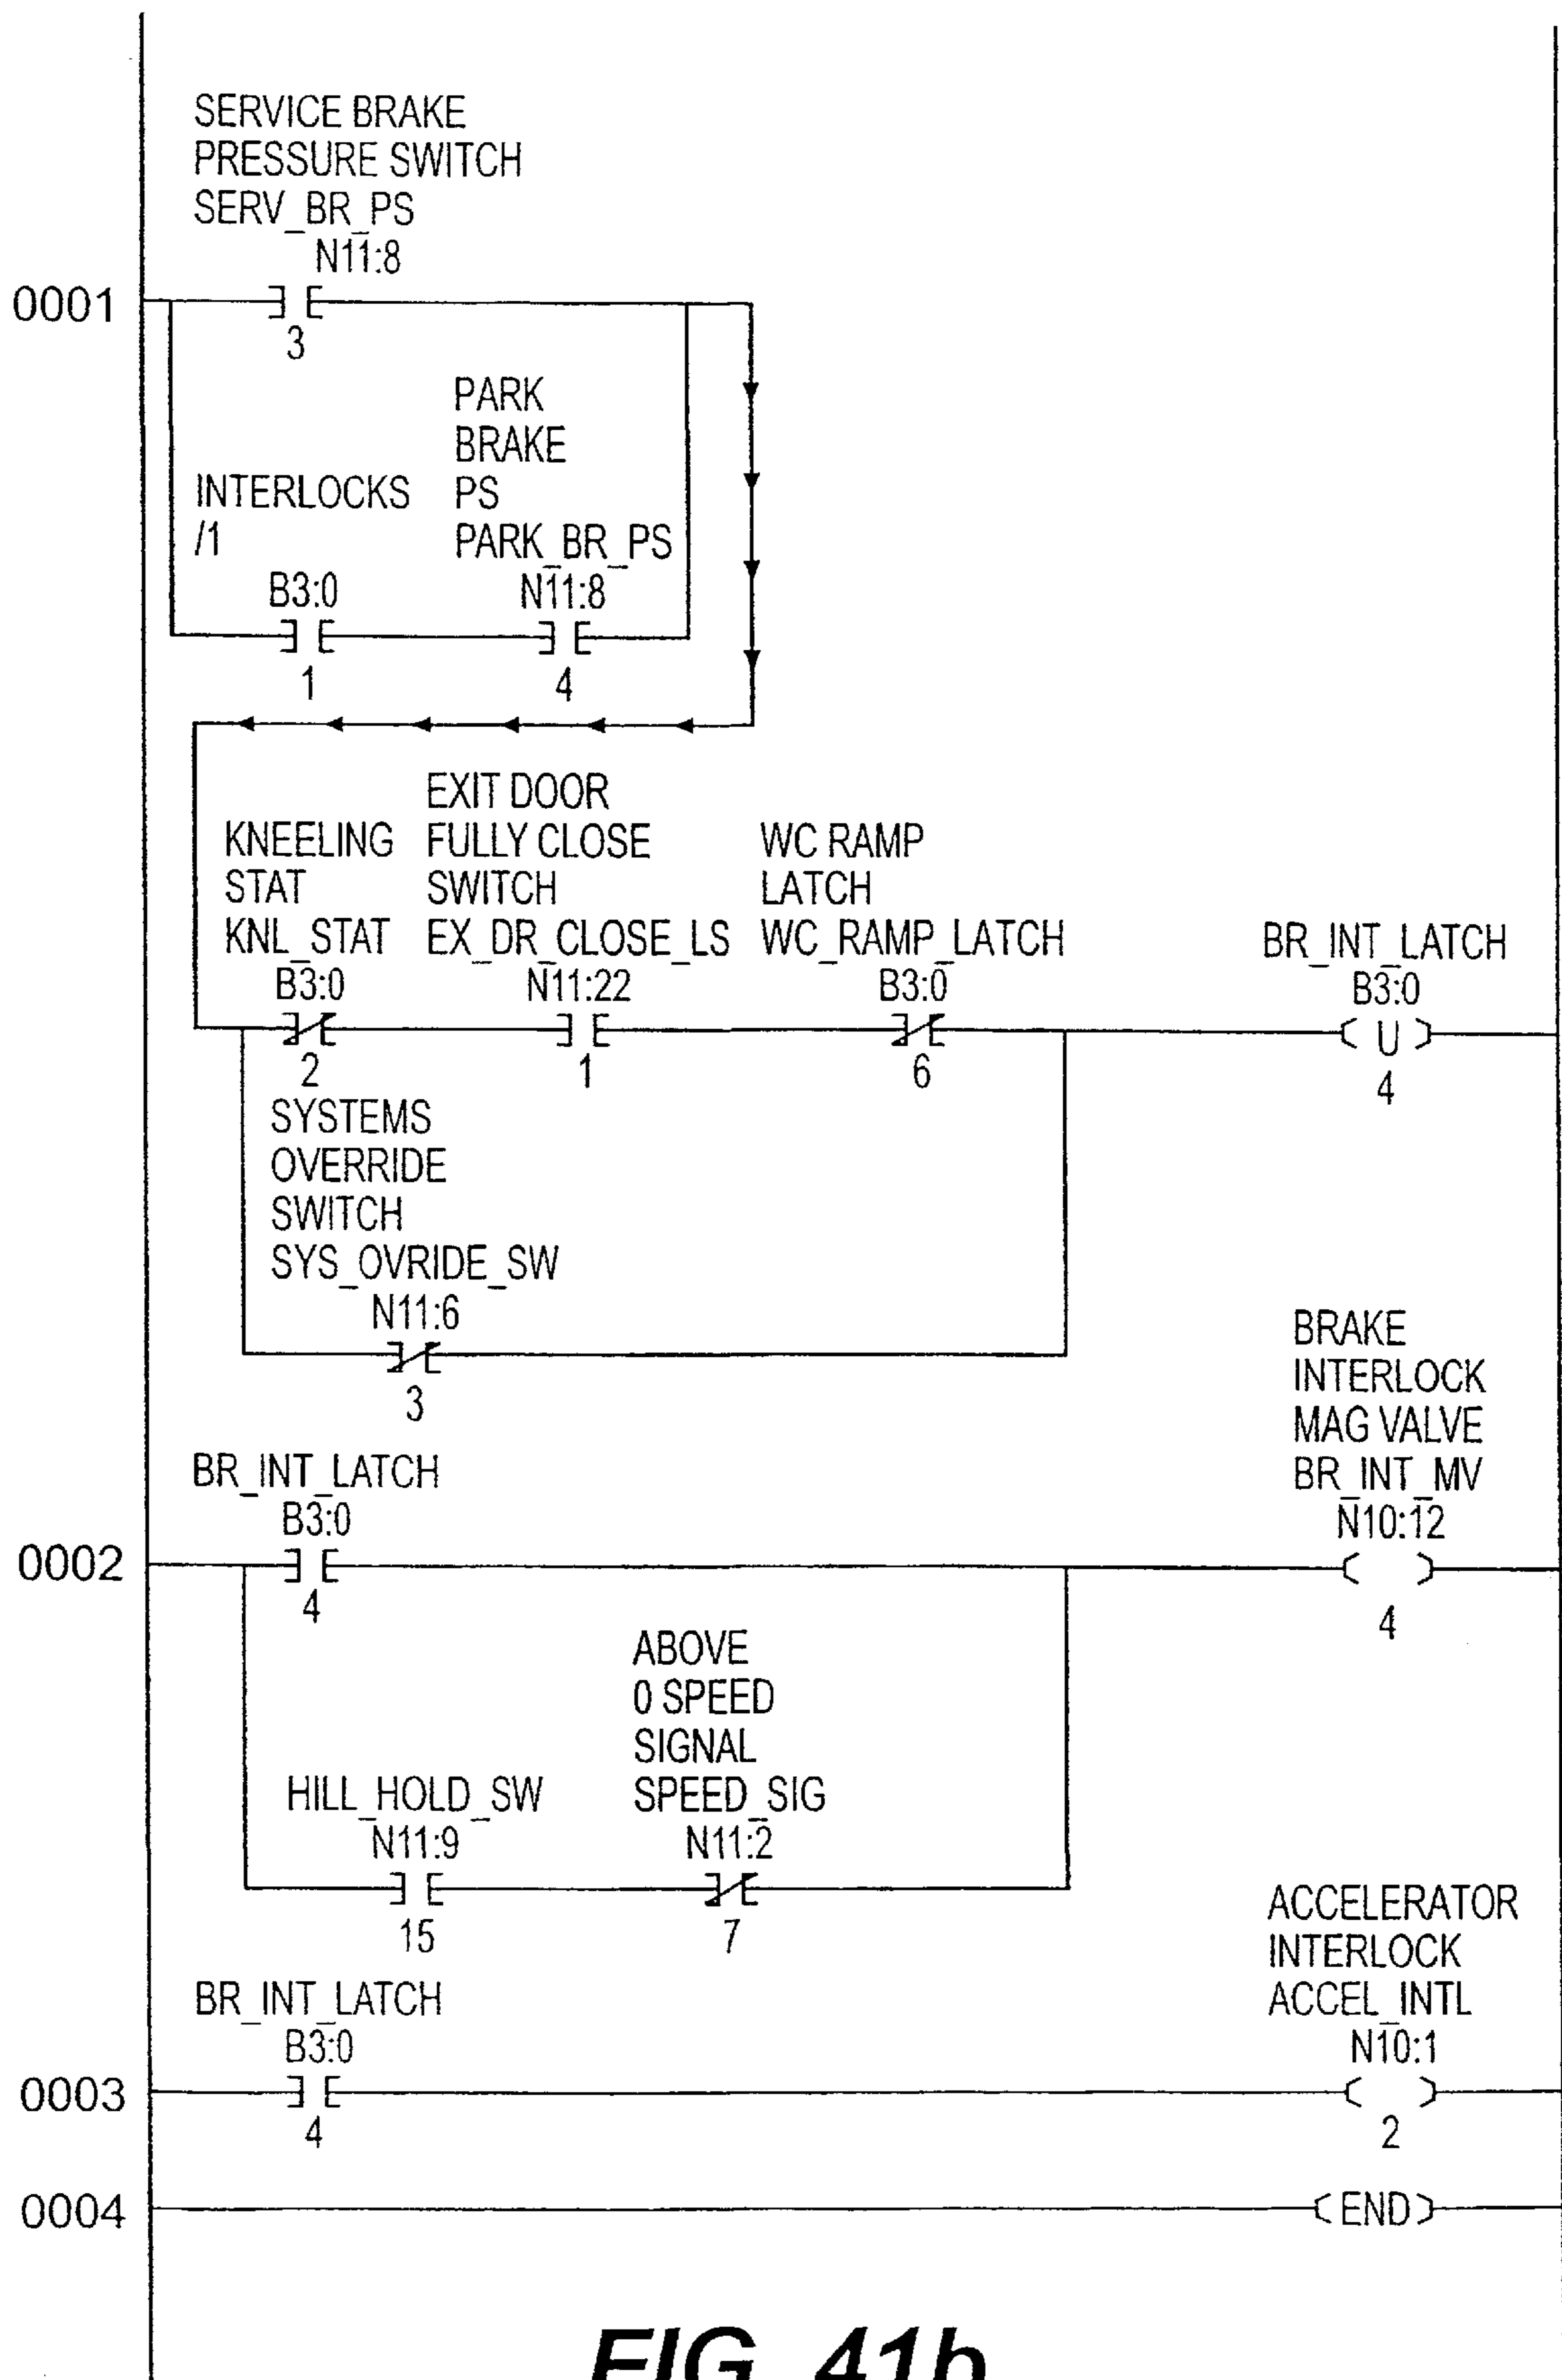 SERVICE BRAKE
PRESSURE SWITCH
SERV_BR_PS
N11:8
0001
3
PARK
BRAKE
INTERLOCKS PS
/1 PARK_BR_PS
B3:0 N11:8
1 4
EXIT DOOR
KNEELING FULLY CLOSE WC RAMP
STAT SWITCH LATCH
KNL_STAT EX_DR_CLOSE_LS WC_RAMP_LATCH BR_INT_LATCH
B3:0 N11:22 B3:0 B3:0
U
2 1 6 4
SYSTEMS
OVERRIDE
SWITCH
SYS_OVRIDE_SW
N11:6
3
BRAKE
INTERLOCK
MAG VALVE
BR_INT_LATCH BR_INT_MV
B3:0 N10:12
0002
4 4
ABOVE
0 SPEED
SIGNAL
HILL_HOLD_SW SPEED_SIG
N11:9 N11:2
15 7
ACCELERATOR
INTERLOCK
BR_INT_LATCH ACCEL_INTL
B3:0 N10:1
0003
4 2
0004 END
FIG. 41b